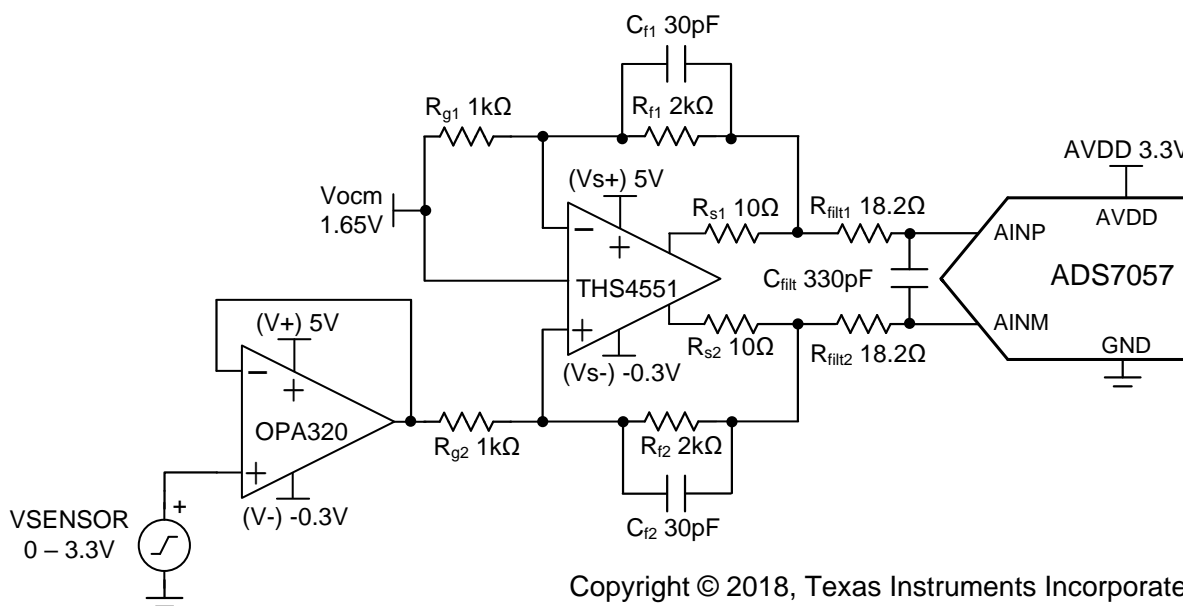 Cf1 30pF
Rg1 1kΩ
Rf1 2kΩ
AVDD 3.3V
Vocm
1.65V
(Vs+) 5V
Rs1 10Ω
Rfilt1 18.2Ω
AINP
AVDD
−
+
THS4551
Cfilt 330pF
ADS7057
+
(Vs-) -0.3V
Rs2 10Ω
Rfilt2 18.2Ω
AINM
GND
(V+) 5V
−
+
OPA320
+
(V-) -0.3V
Rg2 1kΩ
Rf2 2kΩ
Cf2 30pF
VSENSOR
0 – 3.3V
+
Copyright © 2018, Texas Instruments Incorporate